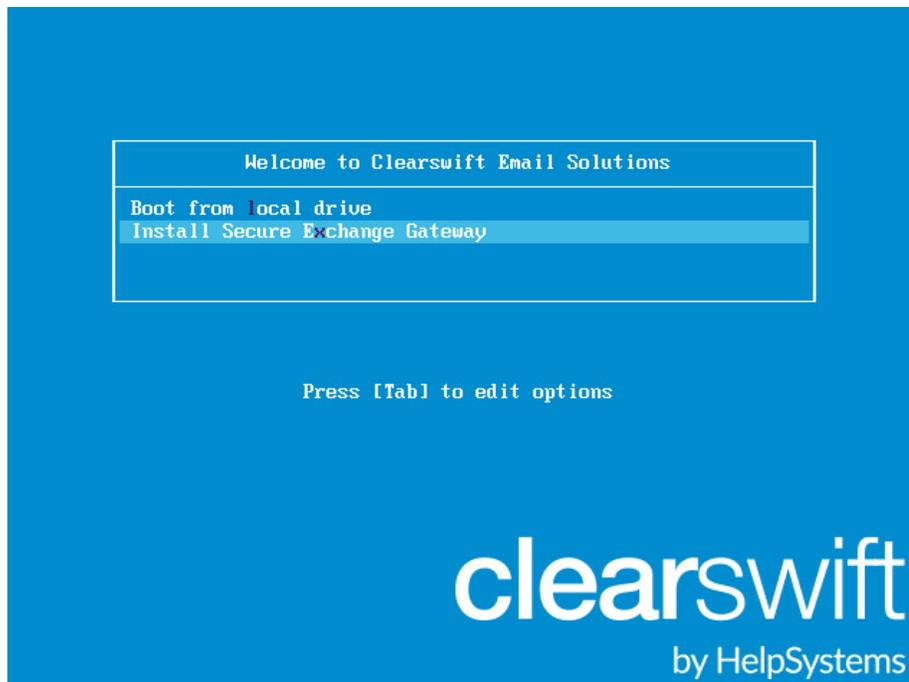 Welcome to Clearswift Email Solutions
Boot from local drive
Install Secure Exchange Gateway
Press [Tab] to edit options
clearswift
by HelpSystems